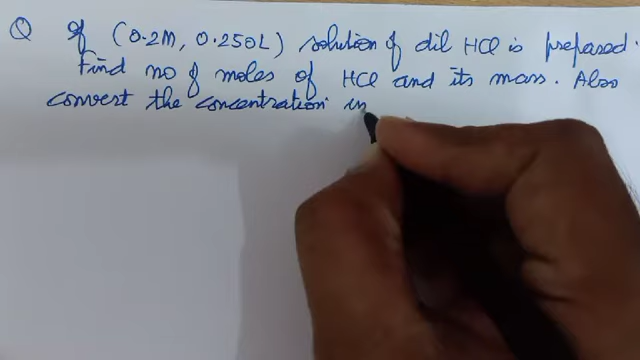 Q If (0.2M, 0.250L) solution of dil HCl is prepared.
Find no of moles of HCl and its mass. Also
convert the concentration in